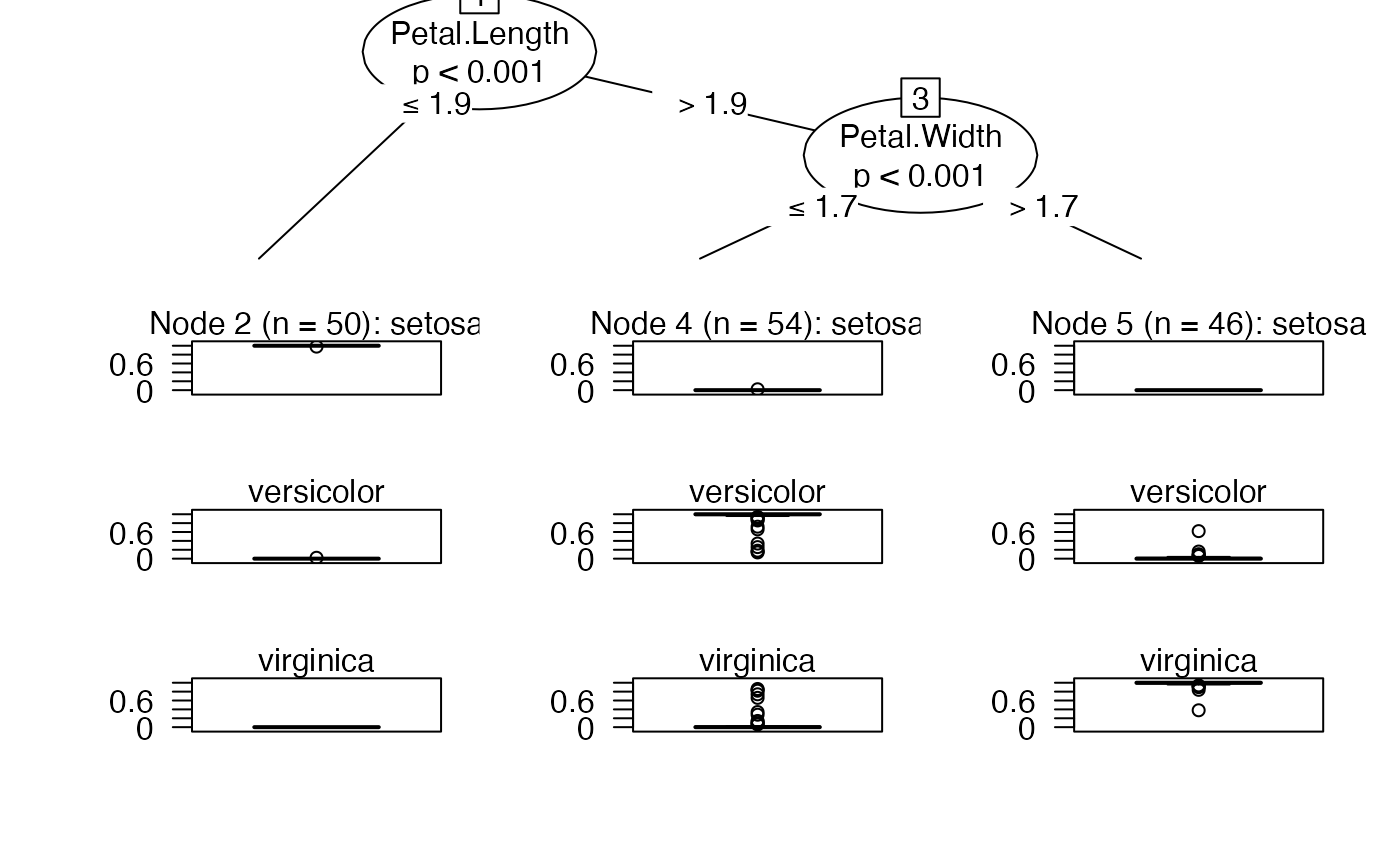 1
Petal.Length
p < 0.001
≤ 1.9
> 1.9
3
Petal.Width
p < 0.001
≤ 1.7
> 1.7
Node 2 (n = 50): setosa
0.6
0
Node 4 (n = 54): setosa
0.6
0
Node 5 (n = 46): setosa
0.6
0
versicolor
0.6
0
versicolor
0.6
0
versicolor
0.6
0
virginica
0.6
0
virginica
0.6
0
virginica
0.6
0